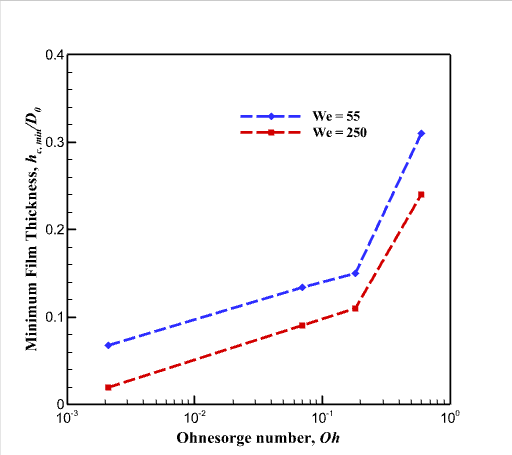 0.4
We = 55
We = 250
0.3
0.2
0.1
0
Minimum Film Thickness, h_c, min/D_0
10^-3
10^-2
10^-1
10^0
Ohnesorge number, Oh